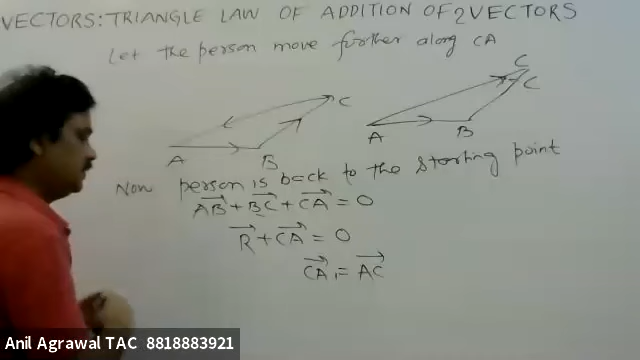 VECTORS: TRIANGLE LAW OF ADDITION OF 2 VECTORS
Let the person move further along CA
C
C
C
A
B
A
B
Now person is back to the starting point
AB + BC + CA = 0
R + CA = 0
CA = AC
Anil Agrawal TAC 8818883921